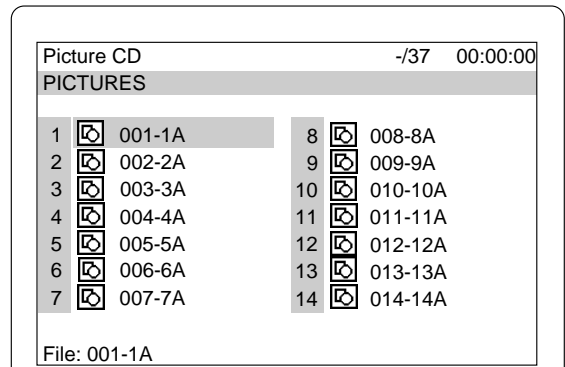 Picture CD -/37 00:00:00
PICTURES
1 001-1A
2 002-2A
3 003-3A
4 004-4A
5 005-5A
6 006-6A
7 007-7A
8 008-8A
9 009-9A
10 010-10A
11 011-11A
12 012-12A
13 013-13A
14 014-14A
File: 001-1A